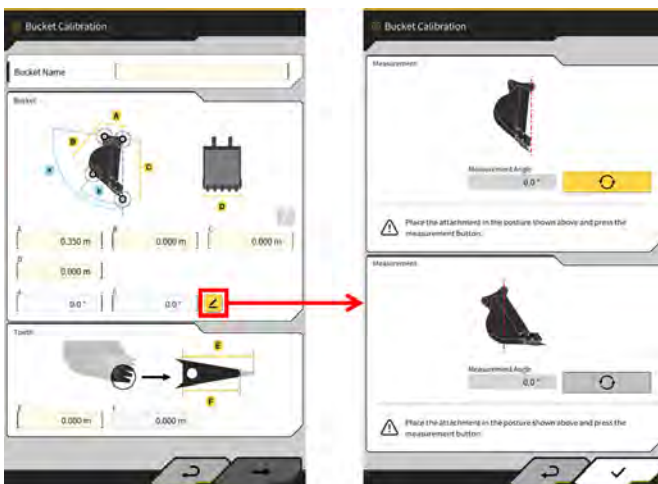 Bucket Calibration
Bucket Name
Bucket
A
B
C
D
A
0.350 m
B
0.000 m
C
0.000 m
D
0.000 m
0.0°
0.0°
Tooth
E
F
0.000 m
0.000 m
Bucket Calibration
Measurement
Measurement Angle
0.0°
Place the attachment in the posture shown above and press the
measurement button.
Measurement
Measurement Angle
0.0°
Place the attachment in the posture shown above and press the
measurement button.